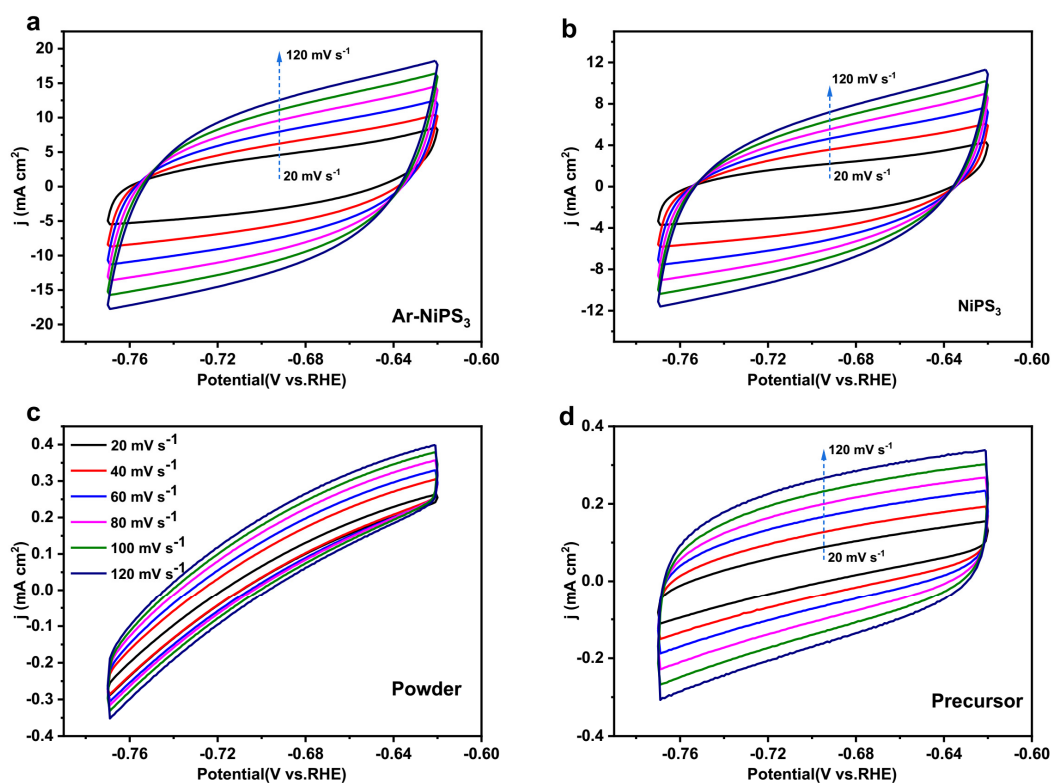 a
20
15
10
5
0
-5
-10
-15
-20
j (mA cm²)
120 mV s⁻¹
20 mV s⁻¹
Ar-NiPS₃
-0.76
-0.72
-0.68
-0.64
-0.60
Potential(V vs.RHE)
b
12
8
4
0
-4
-8
-12
j (mA cm²)
120 mV s⁻¹
20 mV s⁻¹
NiPS₃
-0.76
-0.72
-0.68
-0.64
-0.60
Potential(V vs.RHE)
c
0.4
0.3
0.2
0.1
0.0
-0.1
-0.2
-0.3
-0.4
j (mA cm²)
20 mV s⁻¹
40 mV s⁻¹
60 mV s⁻¹
80 mV s⁻¹
100 mV s⁻¹
120 mV s⁻¹
Powder
-0.76
-0.72
-0.68
-0.64
-0.60
Potential(V vs.RHE)
d
0.4
0.2
0.0
-0.2
-0.4
j (mA cm²)
120 mV s⁻¹
20 mV s⁻¹
Precursor
-0.76
-0.72
-0.68
-0.64
-0.60
Potential(V vs.RHE)